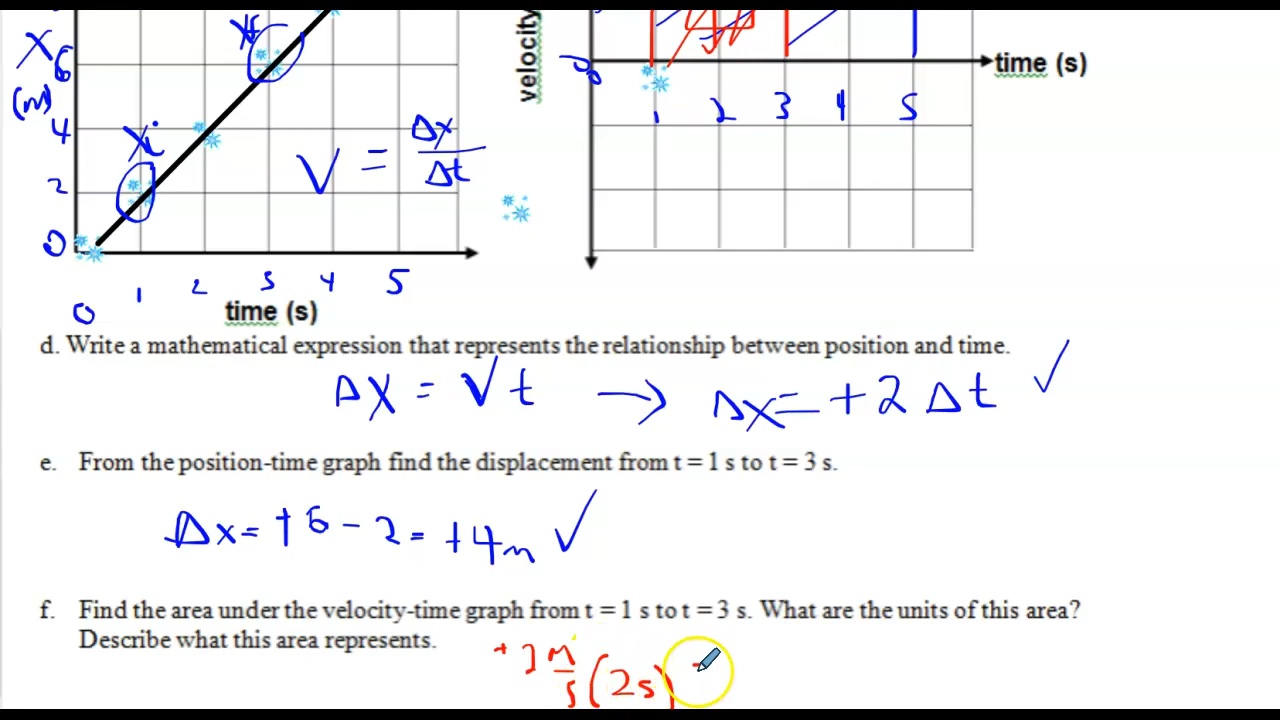 X
(m)
6
4
2
0
Xf
Xi
V = Δx/Δt
0 1 2 3 4 5
time (s)
velocity
0
1 2 3 4 5
time (s)
d. Write a mathematical expression that represents the relationship between position and time.
ΔX = Vt → Δx = +2 Δt ✓
e. From the position-time graph find the displacement from t = 1 s to t = 3 s.
Δx = +6 - 2 = +4m ✓
f. Find the area under the velocity-time graph from t = 1 s to t = 3 s. What are the units of this area?
Describe what this area represents.
+2 m/s (2s)